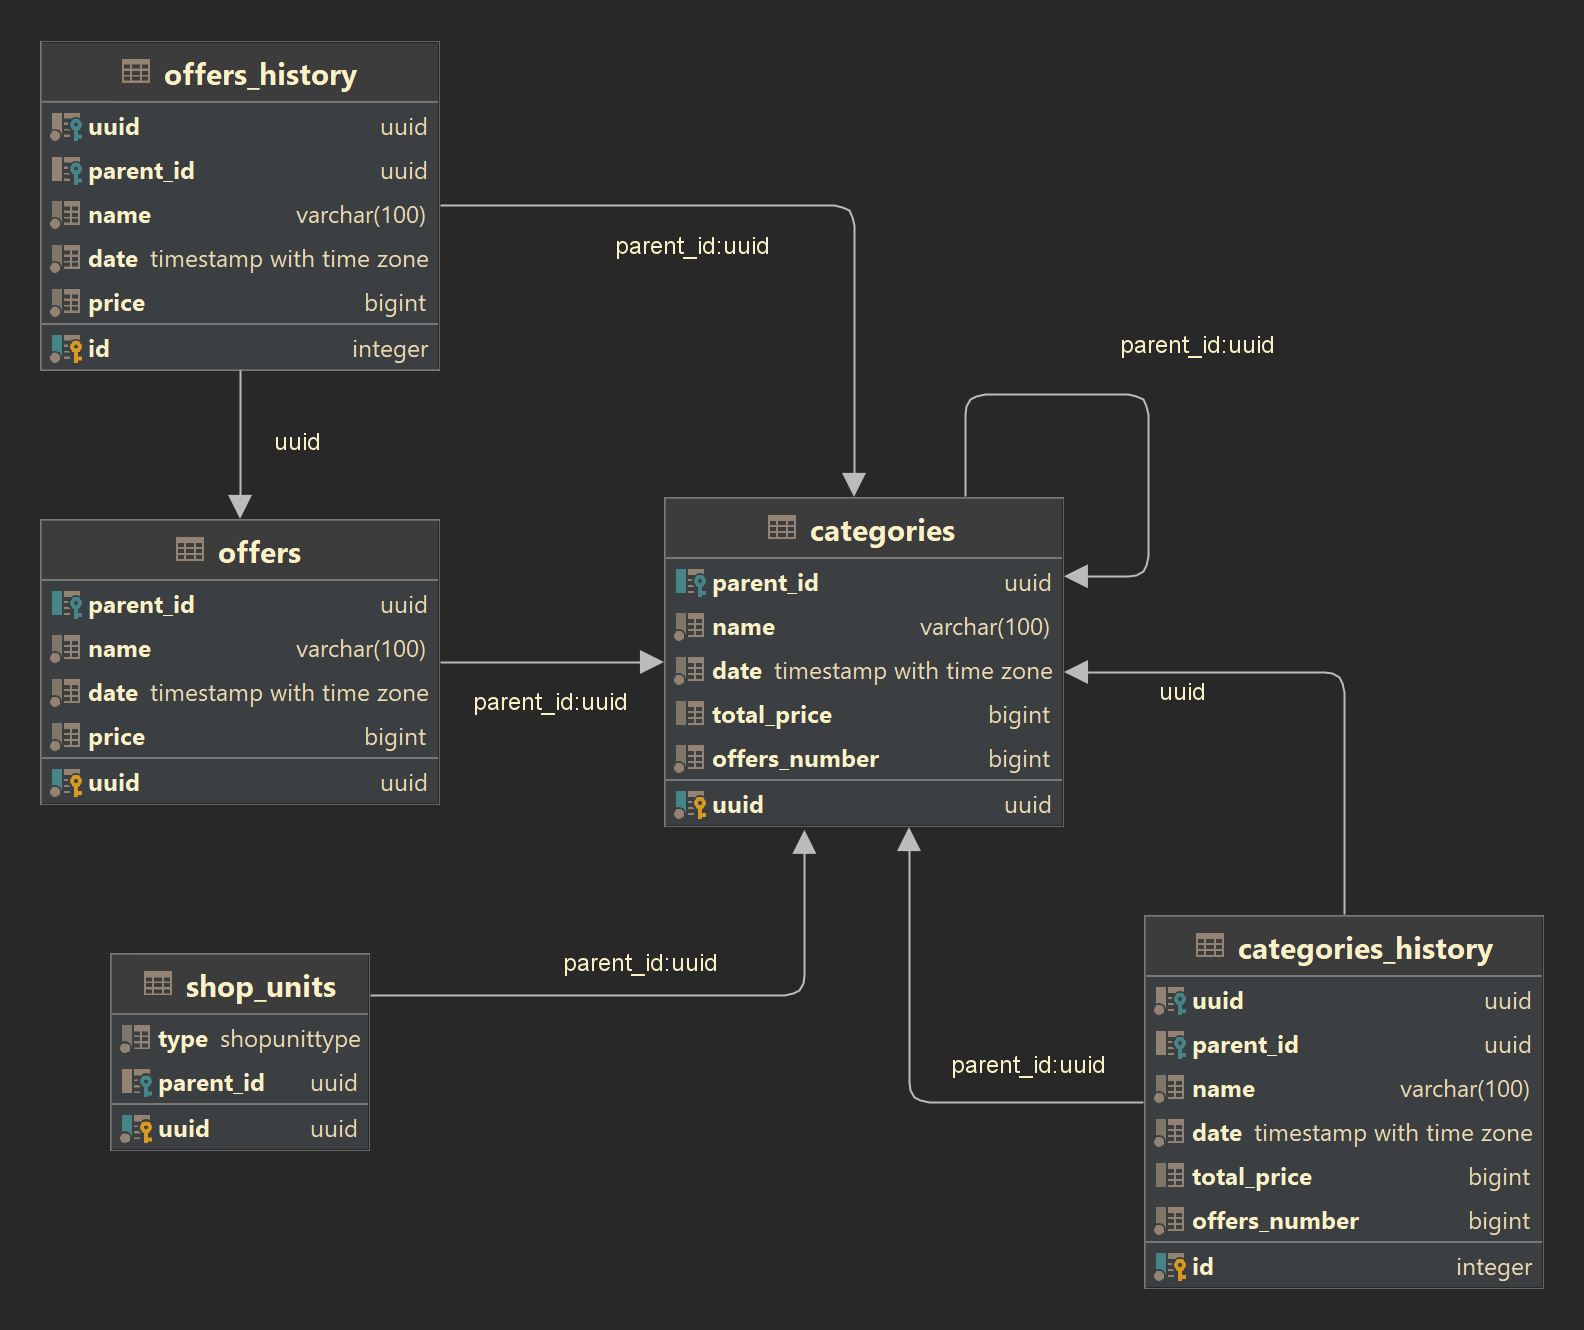 offers_history
uuid uuid
parent_id uuid
name varchar(100)
date timestamp with time zone
price bigint
id integer
parent_id:uuid
parent_id:uuid
uuid
offers
parent_id uuid
name varchar(100)
date timestamp with time zone
price bigint
uuid uuid
parent_id:uuid
categories
parent_id uuid
name varchar(100)
date timestamp with time zone
total_price bigint
offers_number bigint
uuid uuid
uuid
shop_units
type shopunittype
parent_id uuid
uuid uuid
parent_id:uuid
parent_id:uuid
categories_history
uuid uuid
parent_id uuid
name varchar(100)
date timestamp with time zone
total_price bigint
offers_number bigint
id integer